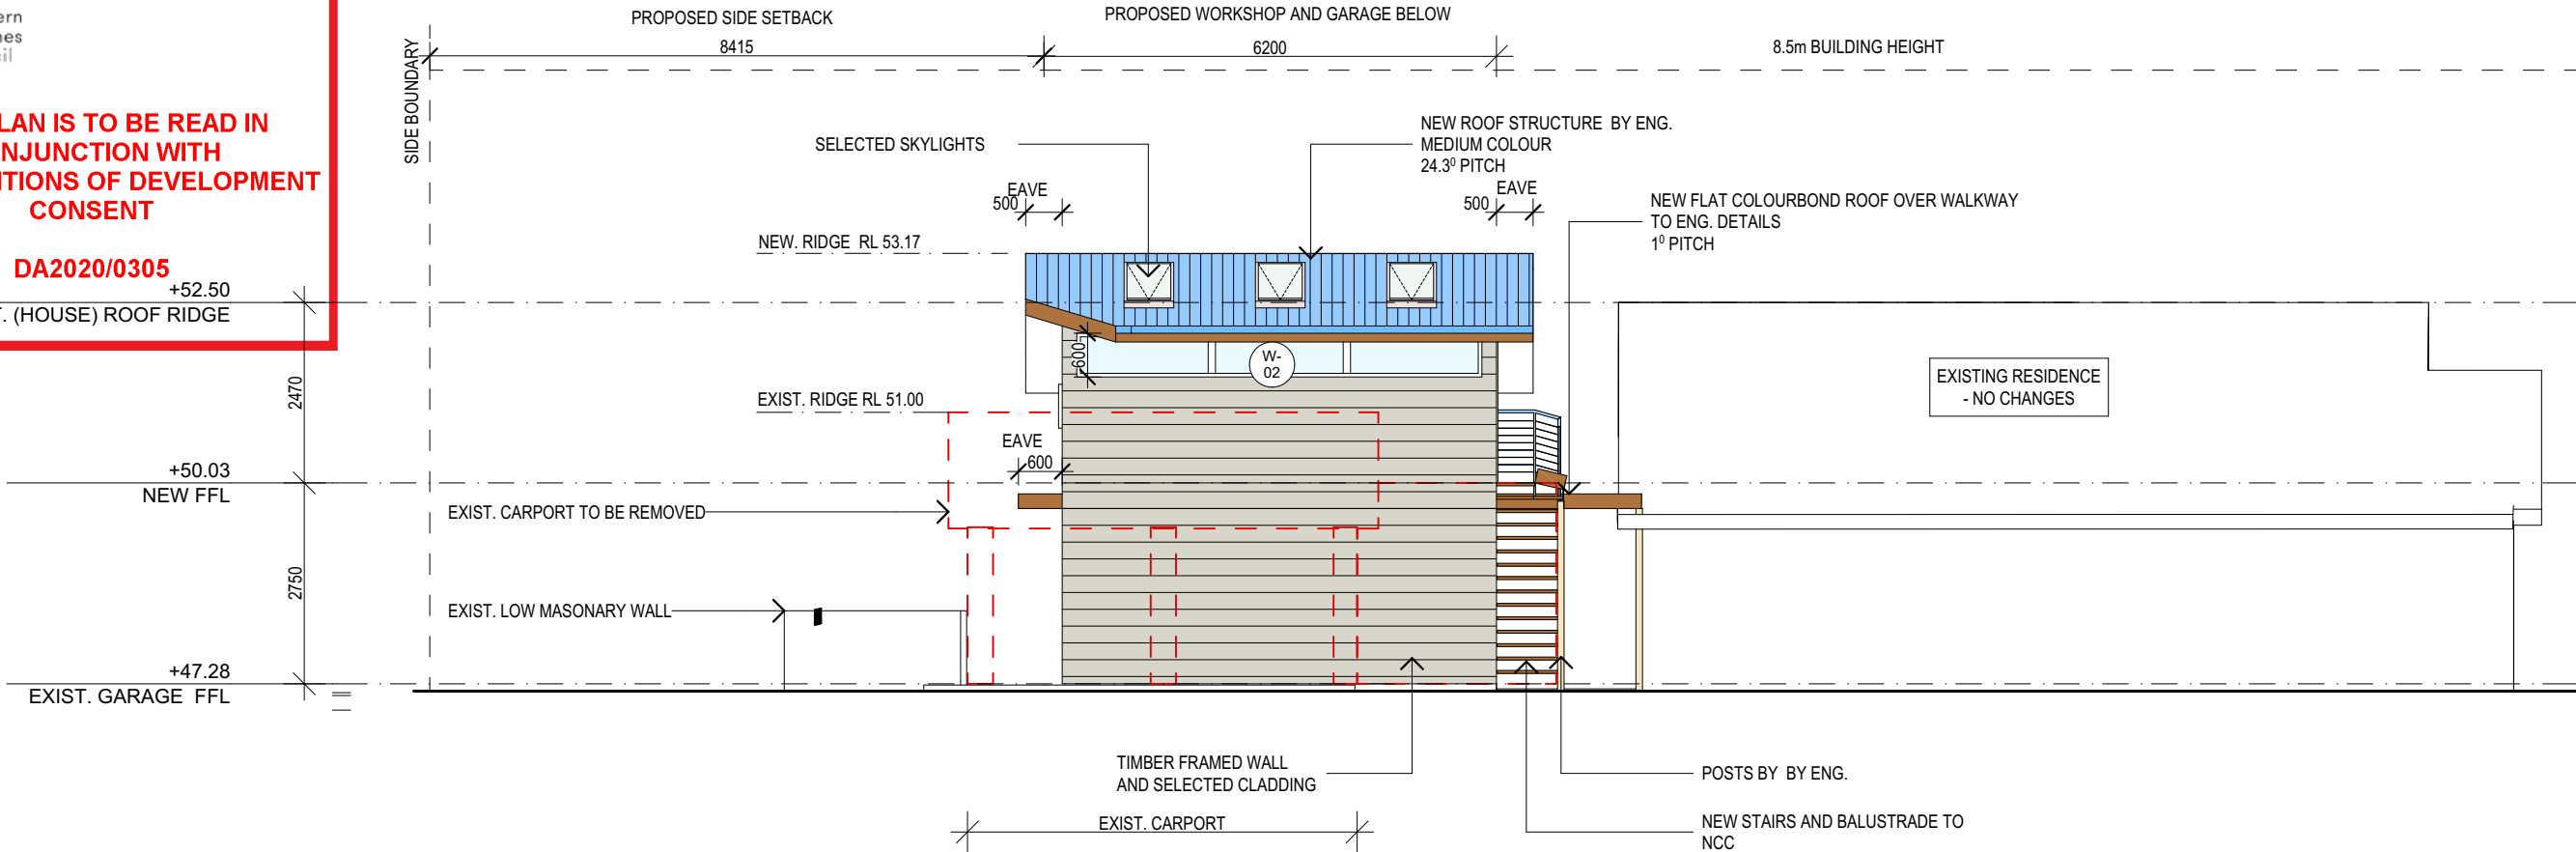 PROPOSED SIDE SETBACK
PROPOSED WORKSHOP AND GARAGE BELOW
8415
6200
8.5m BUILDING HEIGHT
SIDE BOUNDARY
LAN IS TO BE READ IN
NJUNCTION WITH
ITIONS OF DEVELOPMENT
CONSENT
DA2020/0305
SELECTED SKYLIGHTS
NEW ROOF STRUCTURE BY ENG.
MEDIUM COLOUR
24.3⁰ PITCH
EAVE
500
EAVE
500
NEW FLAT COLOURBOND ROOF OVER WALKWAY
TO ENG. DETAILS
1⁰ PITCH
NEW. RIDGE RL 53.17
+52.50
. (HOUSE) ROOF RIDGE
600
W-
02
EXISTING RESIDENCE
- NO CHANGES
2470
EXIST. RIDGE RL 51.00
EAVE
600
+50.03
NEW FFL
EXIST. CARPORT TO BE REMOVED
2750
EXIST. LOW MASONARY WALL
+47.28
EXIST. GARAGE FFL
TIMBER FRAMED WALL
AND SELECTED CLADDING
POSTS BY BY ENG.
EXIST. CARPORT
NEW STAIRS AND BALUSTRADE TO
NCC